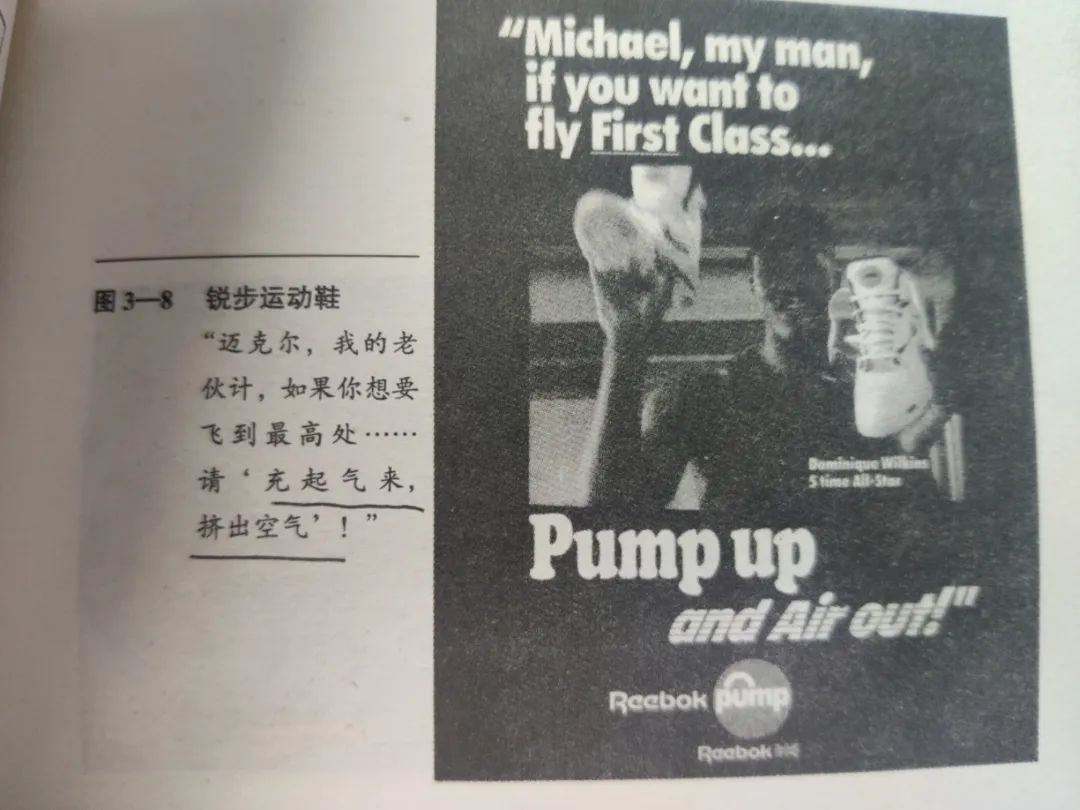 图 3—8 锐步运动鞋
“迈克尔，我的老
伙计，如果你想要
飞到最高处……
请‘充起气来，
挤出空气’！”
“Michael, my man,
if you want to
fly First Class...
Dominique Wilkins
5 time All-Star
Pump up
and Air out!"
Reebok pump
Reebok